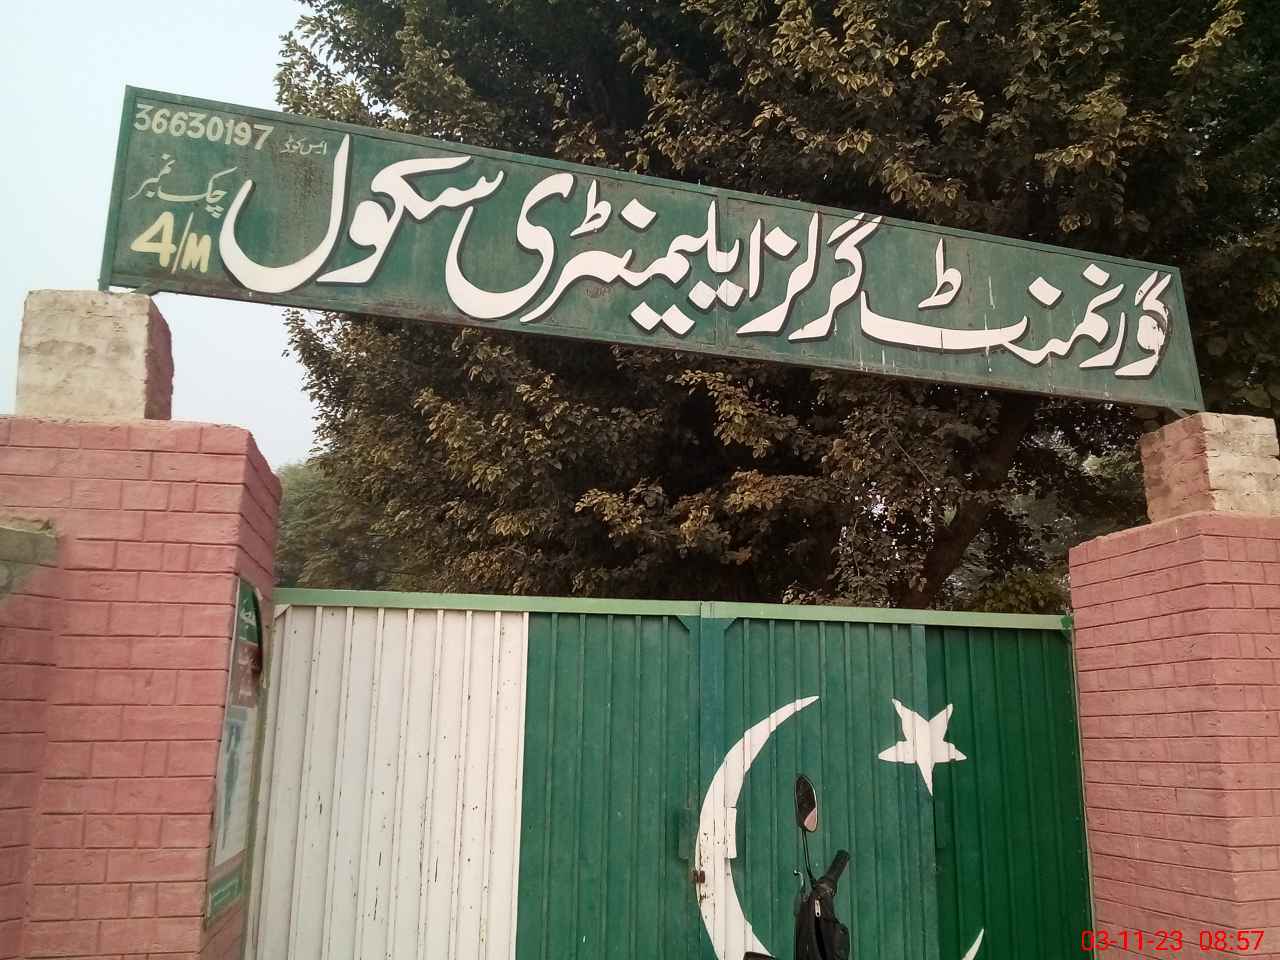 گورنمنٹ گرلز ایلیمنٹری سکول
ایس کوڈ 36630197
چک نمبر
4/M
03-11-23 08:57